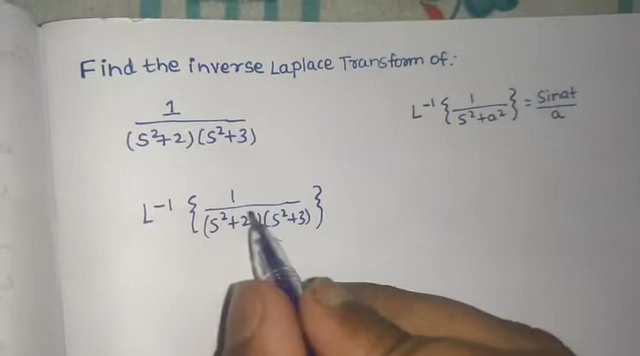 Find the inverse Laplace Transform of:-
1/((S²+2)(S²+3))
L⁻¹{1/(S²+a²)} = Sinat/a
L⁻¹{1/((S²+2)(S²+3))}